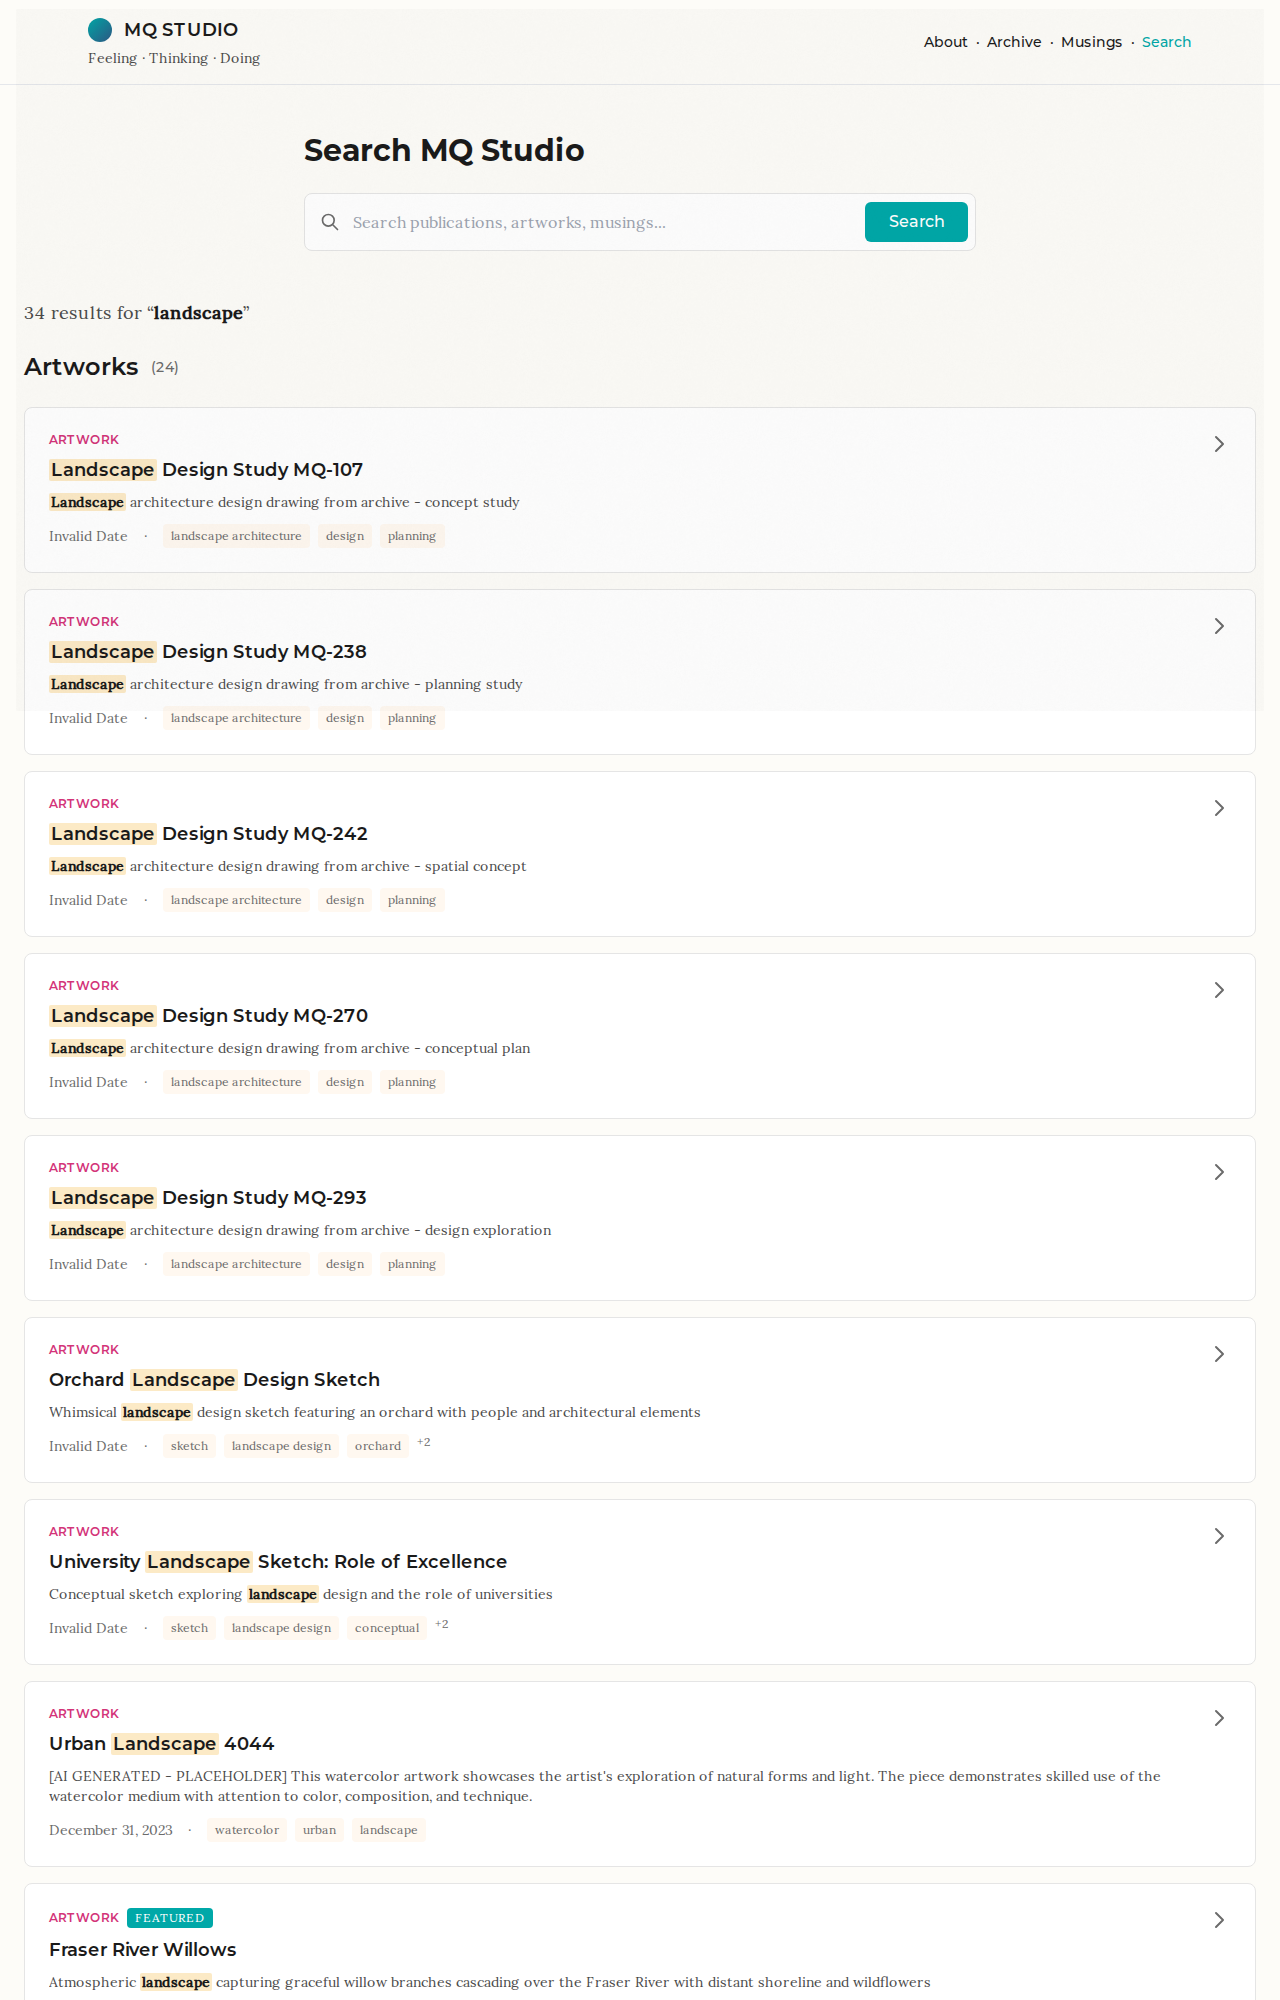 MQ STUDIO
Feeling · Thinking · Doing
About · Archive · Musings · Search
Search MQ Studio
Search publications, artworks, musings...
Search
34 results for “landscape”
Artworks (24)
ARTWORK
Landscape Design Study MQ-107
Landscape architecture design drawing from archive - concept study
Invalid Date · landscape architecture design planning
ARTWORK
Landscape Design Study MQ-238
Landscape architecture design drawing from archive - planning study
Invalid Date · landscape architecture design planning
ARTWORK
Landscape Design Study MQ-242
Landscape architecture design drawing from archive - spatial concept
Invalid Date · landscape architecture design planning
ARTWORK
Landscape Design Study MQ-270
Landscape architecture design drawing from archive - conceptual plan
Invalid Date · landscape architecture design planning
ARTWORK
Landscape Design Study MQ-293
Landscape architecture design drawing from archive - design exploration
Invalid Date · landscape architecture design planning
ARTWORK
Orchard Landscape Design Sketch
Whimsical landscape design sketch featuring an orchard with people and architectural elements
Invalid Date · sketch landscape design orchard +2
ARTWORK
University Landscape Sketch: Role of Excellence
Conceptual sketch exploring landscape design and the role of universities
Invalid Date · sketch landscape design conceptual +2
ARTWORK
Urban Landscape 4044
[AI GENERATED - PLACEHOLDER] This watercolor artwork showcases the artist's exploration of natural forms and light. The piece demonstrates skilled use of the
watercolor medium with attention to color, composition, and technique.
December 31, 2023 · watercolor urban landscape
ARTWORK FEATURED
Fraser River Willows
Atmospheric landscape capturing graceful willow branches cascading over the Fraser River with distant shoreline and wildflowers